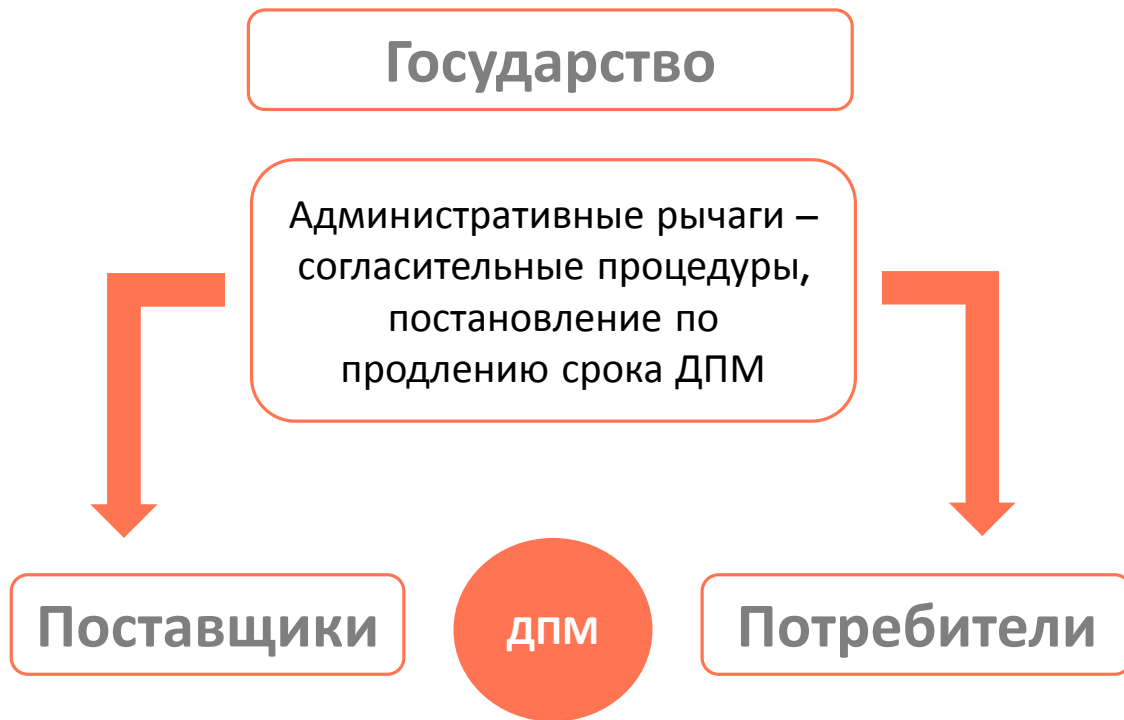 Государство
Административные рычаги –
согласительные процедуры,
постановление по
продлению срока ДПМ
Поставщики
ДПМ
Потребители